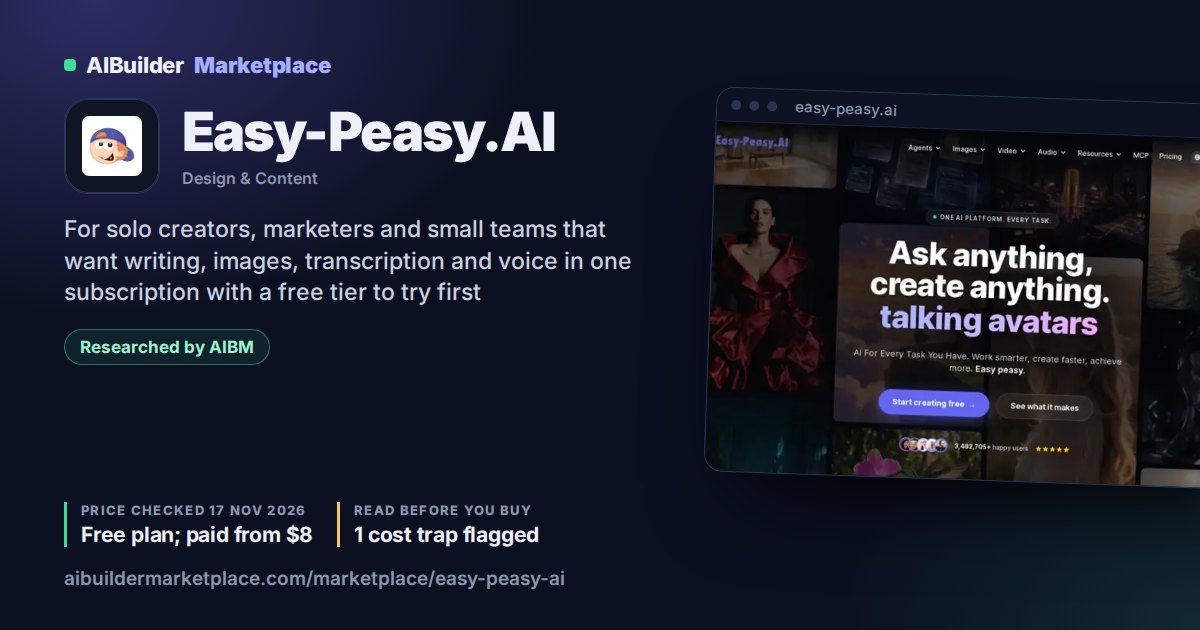 AIBuilder Marketplace
Easy-Peasy.AI
Design & Content
For solo creators, marketers and small teams that
want writing, images, transcription and voice in one
subscription with a free tier to try first
Researched by AIBM
PRICE CHECKED 17 NOV 2026
Free plan; paid from $8
READ BEFORE YOU BUY
1 cost trap flagged
aibuildermarketplace.com/marketplace/easy-peasy-ai
easy-peasy.ai
Easy-Peasy.AI
Agents Images Video Audio Resources MCP Pricing
ONE AI PLATFORM. EVERY TASK.
Ask anything,
create anything.
talking avatars
AI For Every Task You Have. Work smarter, create faster, achieve
more. Easy peasy.
Start creating free →
See what it makes
3,482,705+ happy users ★★★★★